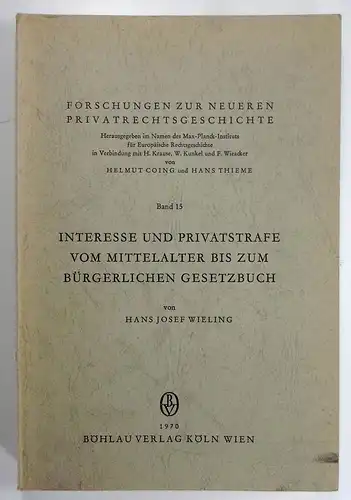 FORSCHUNGEN ZUR NEUEREN
PRIVATRECHTSGESCHICHTE
Herausgegeben im Namen des Max-Planck-Instituts
für Europäische Rechtsgeschichte
in Verbindung mit H. Krause, W. Kunkel und F. Wieacker
von
HELMUT COING und HANS THIEME
Band 15
INTERESSE UND PRIVATSTRAFE
VOM MITTELALTER BIS ZUM
BÜRGERLICHEN GESETZBUCH
von
HANS JOSEF WIELING
BV
1970
BÖHLAU VERLAG KÖLN WIEN